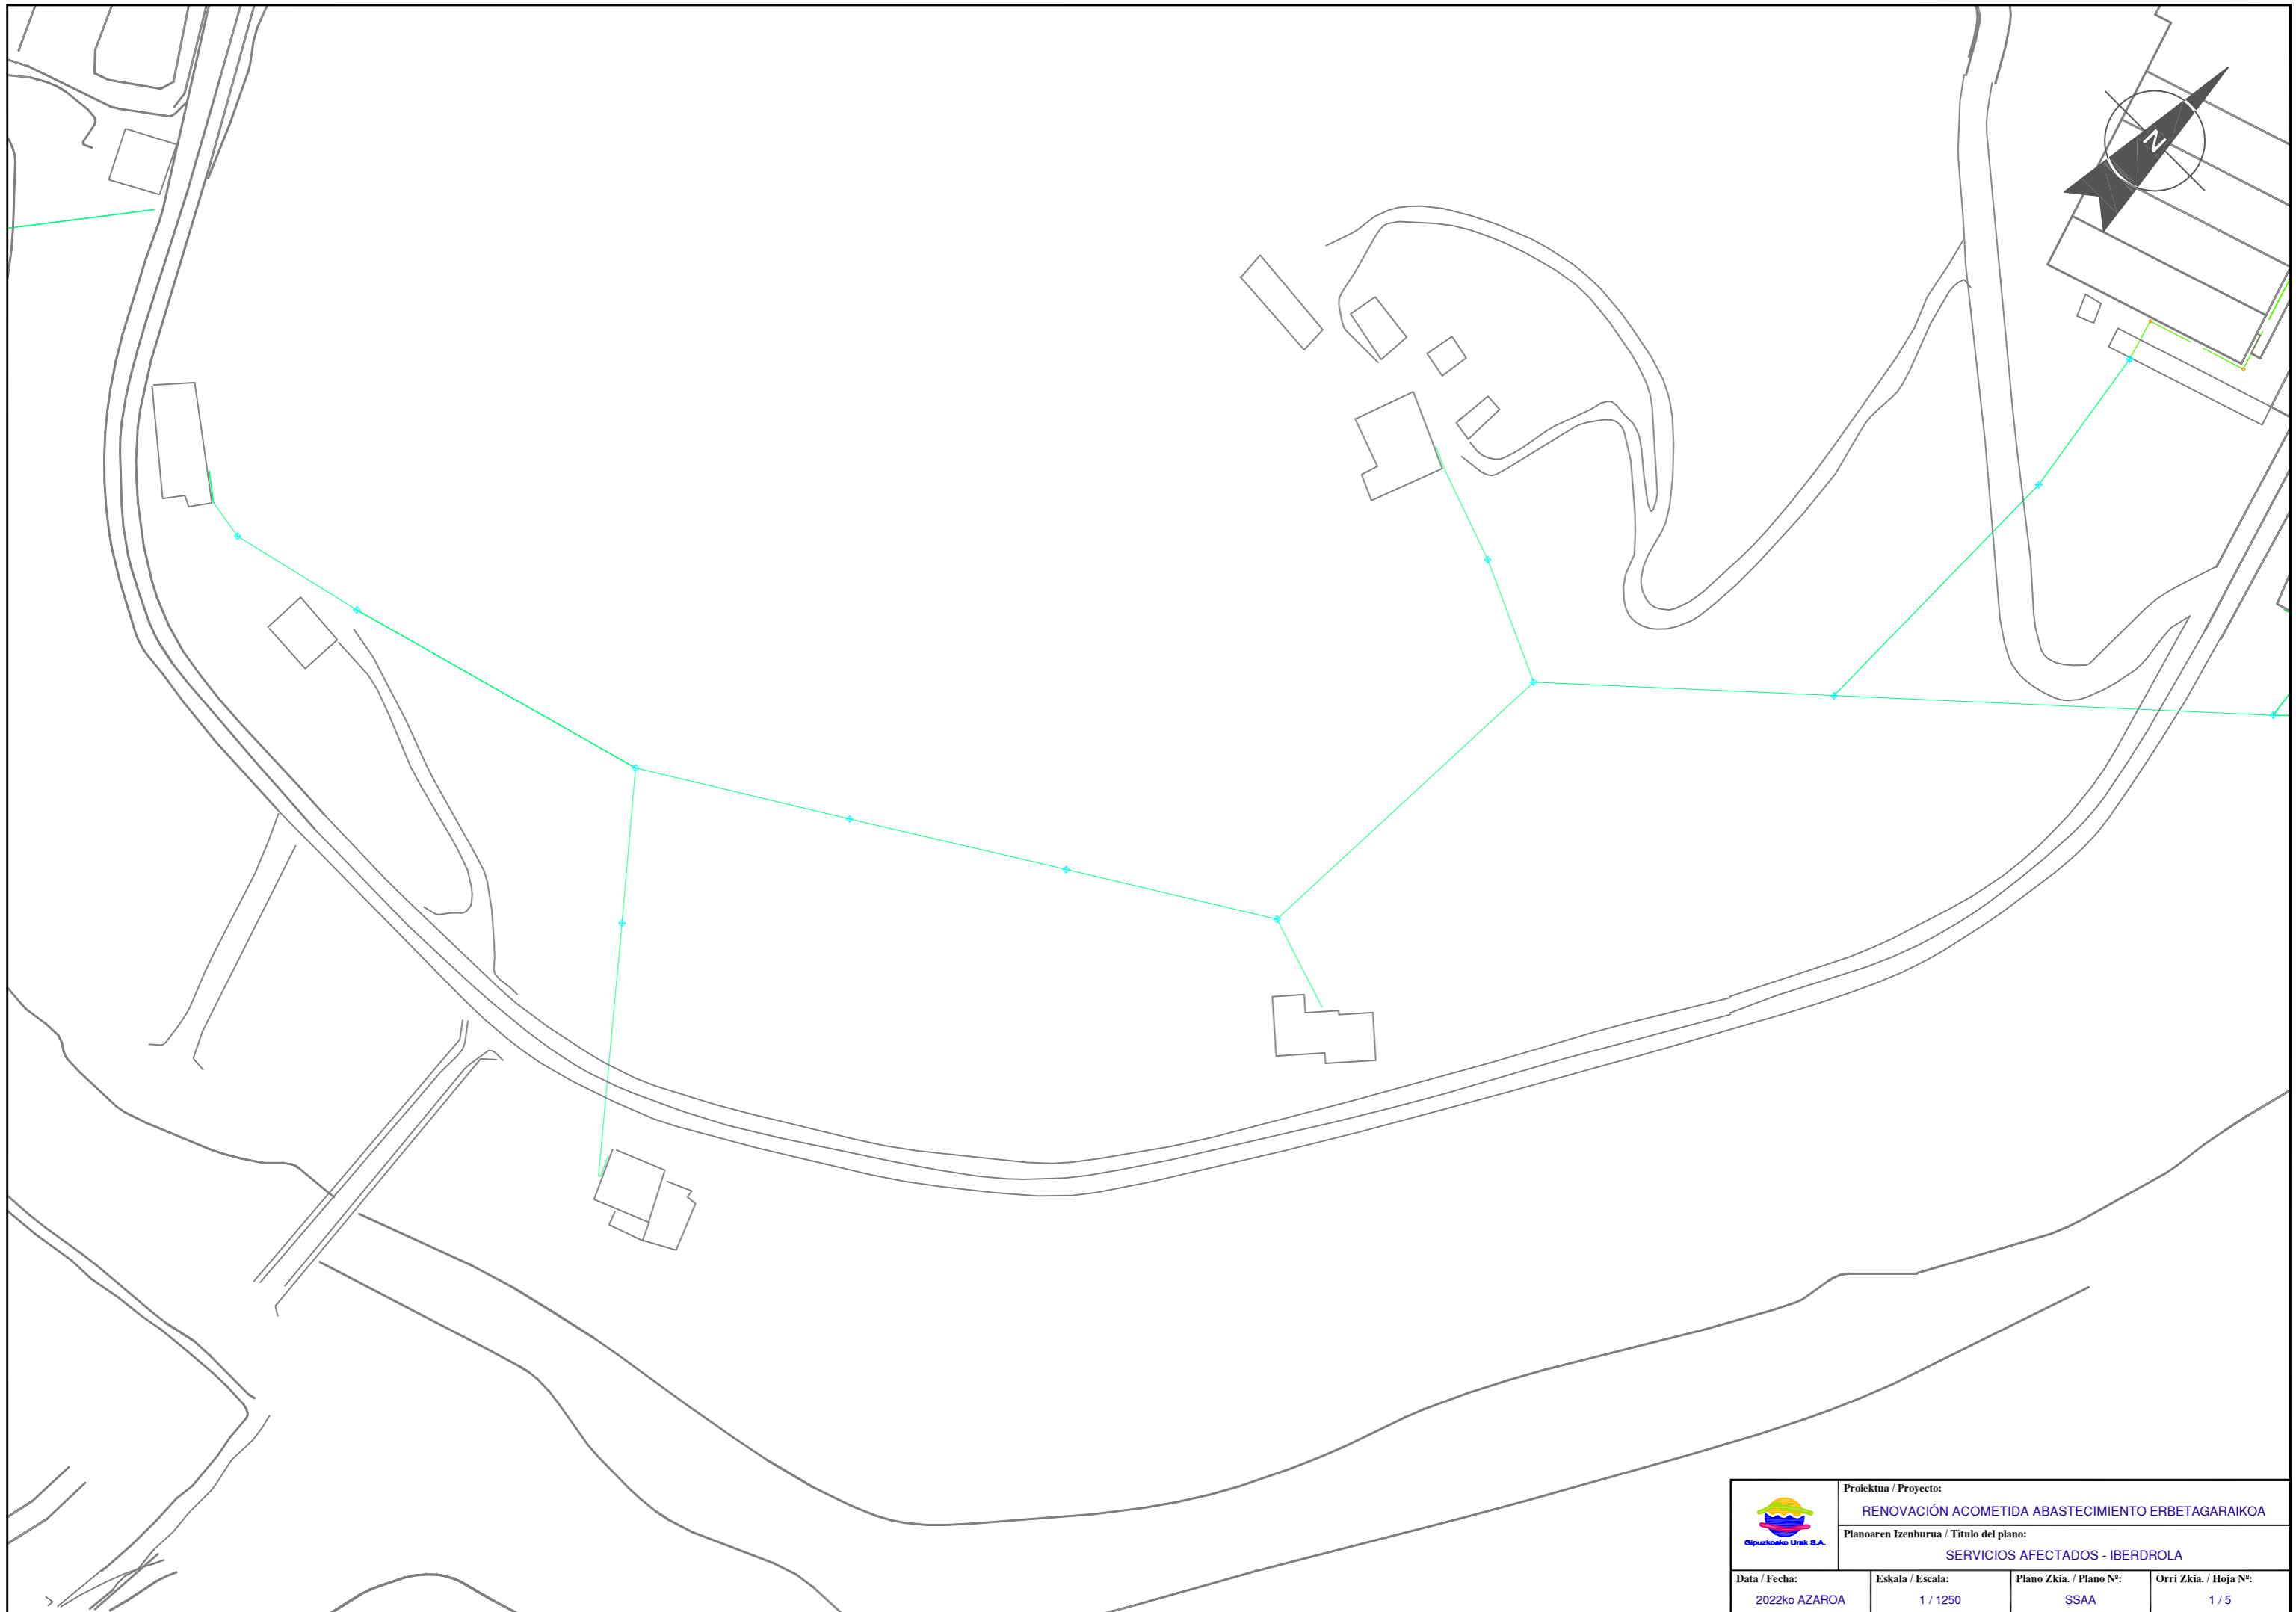 N
Proiektua / Proyecto:
RENOVACIÓN ACOMETIDA ABASTECIMIENTO ERBETAGARAIKOA
Planoaren Izenburua / Titulo del plano:
SERVICIOS AFECTADOS - IBERDROLA
Gipuzkoako Urak S.A.
Data / Fecha:
2022ko AZAROA
Eskala / Escala:
1 / 1250
Plano Zkia. / Plano Nº:
SSAA
Orri Zkia. / Hoja Nº:
1 / 5